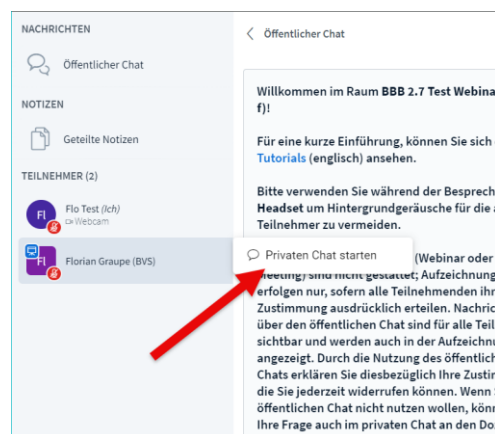 NACHRICHTEN
Öffentlicher Chat
NOTIZEN
Geteilte Notizen
TEILNEHMER (2)
Fl
Flo Test (Ich)
Webcam
Fl
Florian Graupe (BVS)
Öffentlicher Chat
Willkommen im Raum BBB 2.7 Test Webina
f)!
Für eine kurze Einführung, können Sie sich
Tutorials (englisch) ansehen.
Bitte verwenden Sie während der Besprech
Headset um Hintergrundgeräusche für die a
Teilnehmer zu vermeiden.
Privaten Chat starten
(Webinar oder
Meeting) sind nicht gestattet; Aufzeichnung
erfolgen nur, sofern alle Teilnehmenden ihr
Zustimmung ausdrücklich erteilen. Nachric
über den öffentlichen Chat sind für alle Teil
sichtbar und werden auch in der Aufzeichnu
angezeigt. Durch die Nutzung des öffentlich
Chats erklären Sie diesbezüglich Ihre Zustim
die Sie jederzeit widerrufen können. Wenn
öffentlichen Chat nicht nutzen wollen, könn
Ihre Frage auch im privaten Chat an den Do